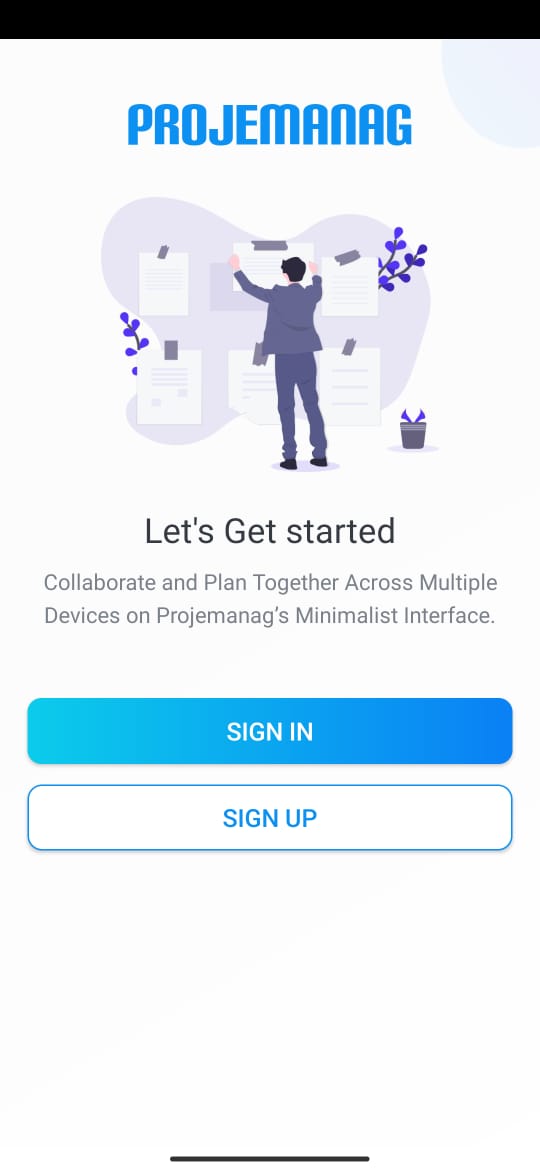 PROJEMANAG
Let's Get started
Collaborate and Plan Together Across Multiple
Devices on Projemanag’s Minimalist Interface.
SIGN IN
SIGN UP